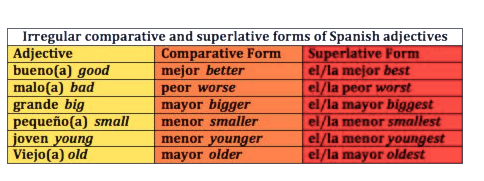 Irregular comparative and superlative forms of Spanish adjectives
Adjective Comparative Form Superlative Form
bueno(a) good mejor better el/la mejor best
malo(a) bad peor worse el/la peor worst
grande big mayor bigger el/la mayor biggest
pequeño(a) small menor smaller el/la menor smallest
joven young menor younger el/la menor youngest
Viejo(a) old mayor older el/la mayor oldest